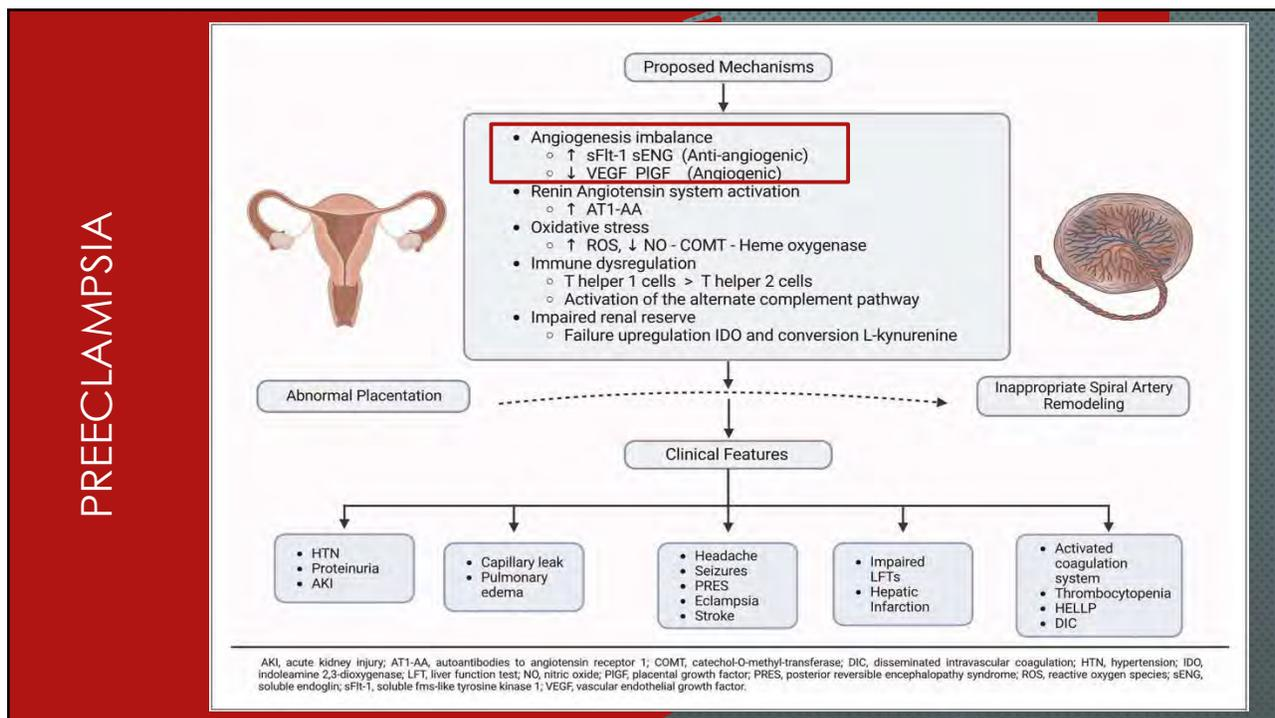 PREECLAMPSIA
Proposed Mechanisms
• Angiogenesis imbalance
○ ↑ sFlt-1 sENG (Anti-angiogenic)
○ ↓ VEGF PlGF (Angiogenic)
• Renin Angiotensin system activation
○ ↑ AT1-AA
• Oxidative stress
○ ↑ ROS, ↓ NO - COMT - Heme oxygenase
• Immune dysregulation
○ T helper 1 cells > T helper 2 cells
○ Activation of the alternate complement pathway
• Impaired renal reserve
○ Failure upregulation IDO and conversion L-kynurenine
Abnormal Placentation
Inappropriate Spiral Artery
Remodeling
Clinical Features
• HTN
• Proteinuria
• AKI
• Capillary leak
• Pulmonary
edema
• Headache
• Seizures
• PRES
• Eclampsia
• Stroke
• Impaired
LFTs
• Hepatic
Infarction
• Activated
coagulation
system
• Thrombocytopenia
• HELLP
• DIC
AKI, acute kidney injury; AT1-AA, autoantibodies to angiotensin receptor 1; COMT, catechol-O-methyl-transferase; DIC, disseminated intravascular coagulation; HTN, hypertension; IDO,
indoleamine 2,3-dioxygenase; LFT, liver function test; NO, nitric oxide; PlGF, placental growth factor; PRES, posterior reversible encephalopathy syndrome; ROS, reactive oxygen species; sENG,
soluble endoglin; sFlt-1, soluble fms-like tyrosine kinase 1; VEGF, vascular endothelial growth factor.